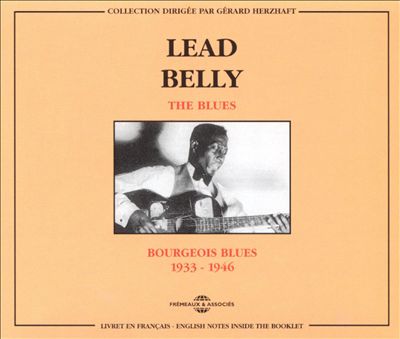 COLLECTION DIRIGÉE PAR GÉRARD HERZHAFT
LEAD
BELLY
THE BLUES
BOURGEOIS BLUES
1933 - 1946
FRÉMEAUX & ASSOCIÉS
LIVRET EN FRANÇAIS - ENGLISH NOTES INSIDE THE BOOKLET